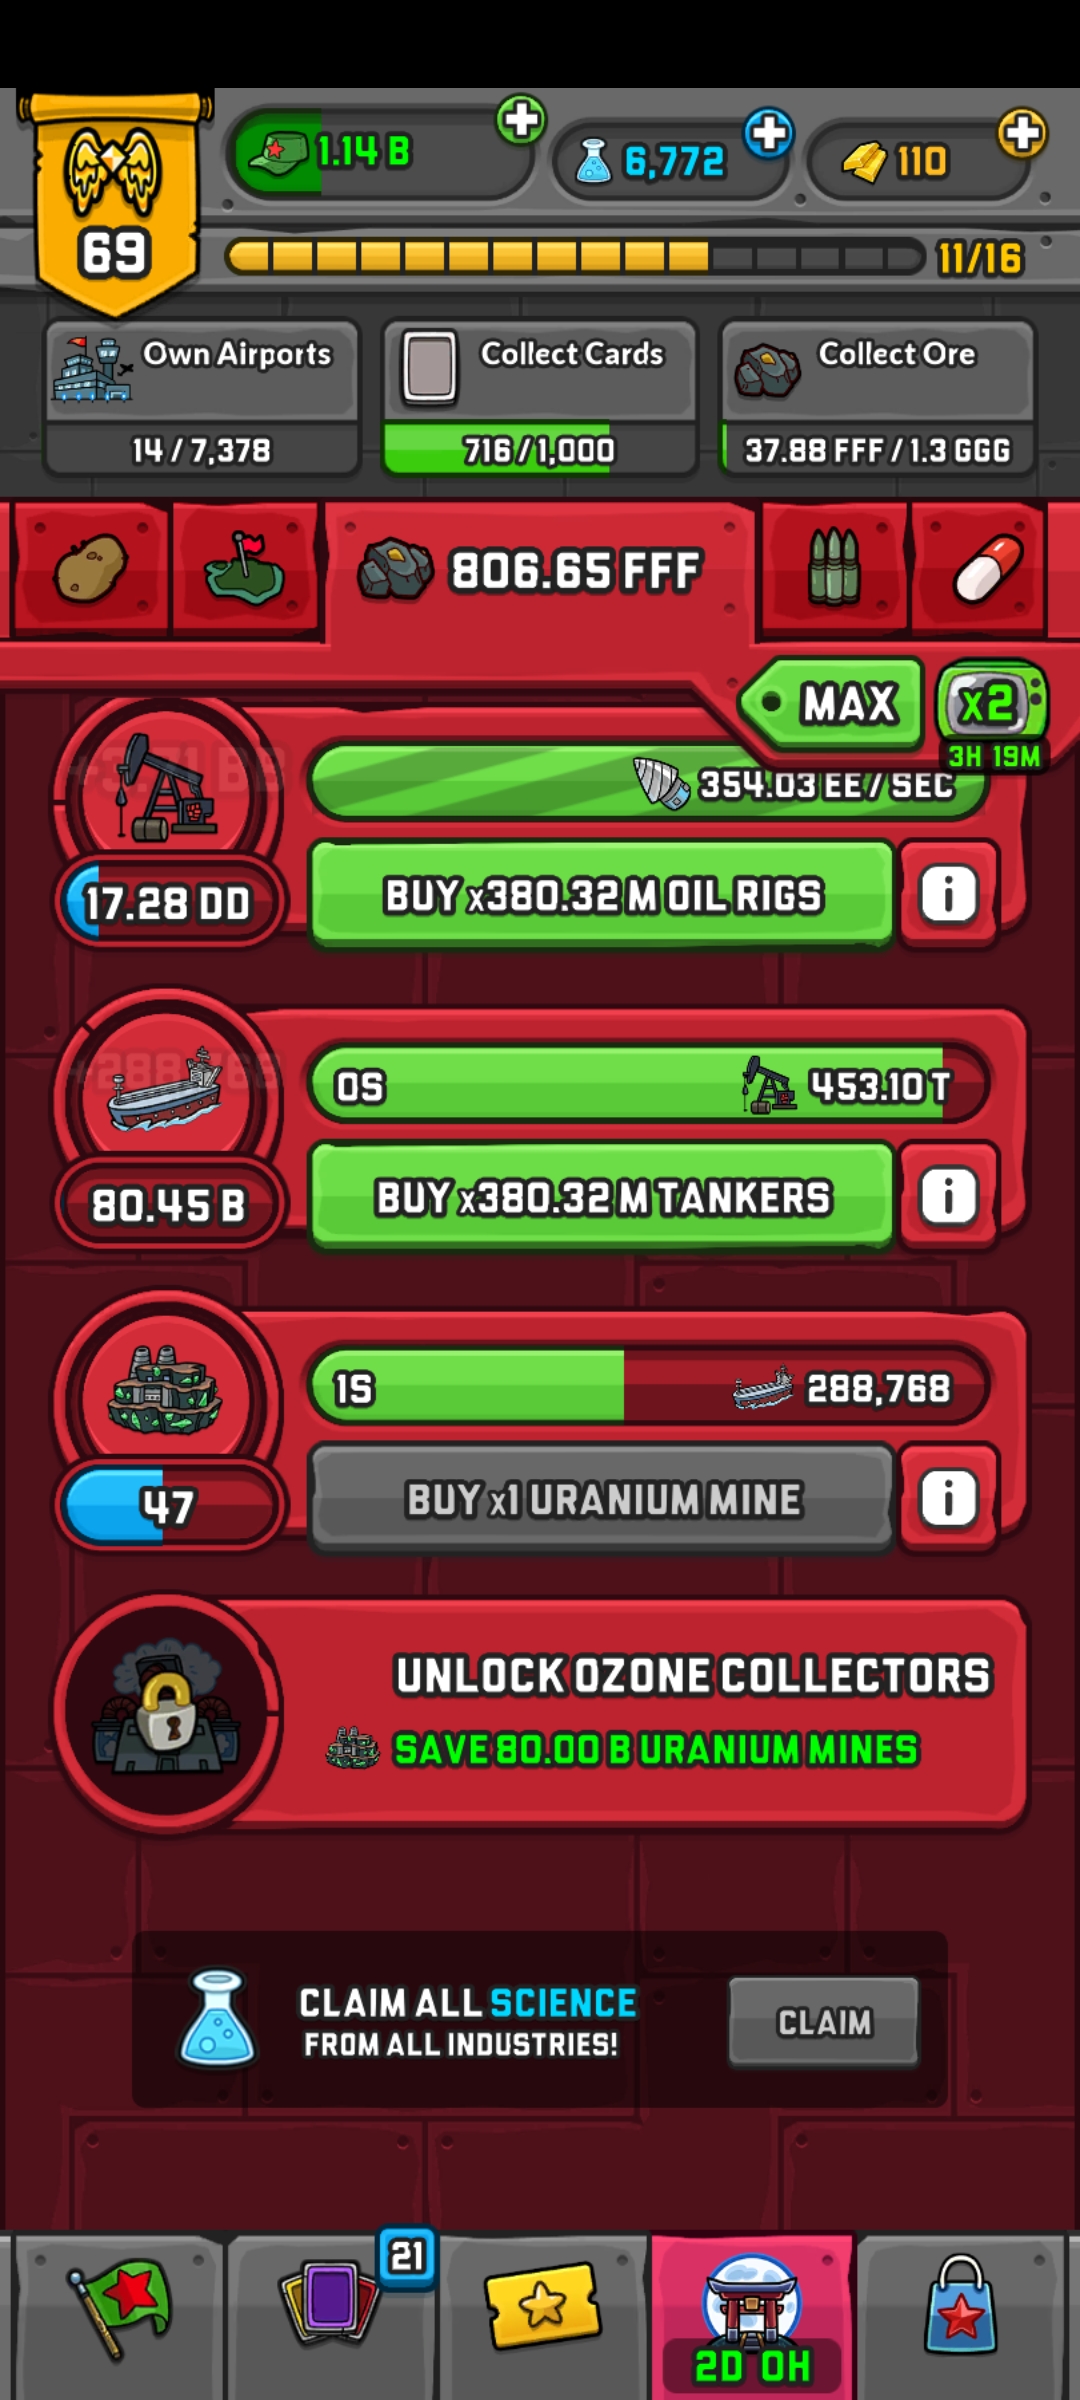 1.14 B
6,772
110
69
11/16
Own Airports
14 / 7,378
Collect Cards
716 / 1,000
Collect Ore
37.88 FFF / 1.3 GGG
806.65 FFF
MAX
x2
3H 19M
354.03 EE / SEC
17.28 DD
BUY x380.32 M OIL RIGS
i
0S
453.10 T
80.45 B
BUY x380.32 M TANKERS
i
1S
288,768
47
BUY x1 URANIUM MINE
i
UNLOCK OZONE COLLECTORS
SAVE 80.00 B URANIUM MINES
CLAIM ALL SCIENCE
FROM ALL INDUSTRIES!
CLAIM
21
2D 0H